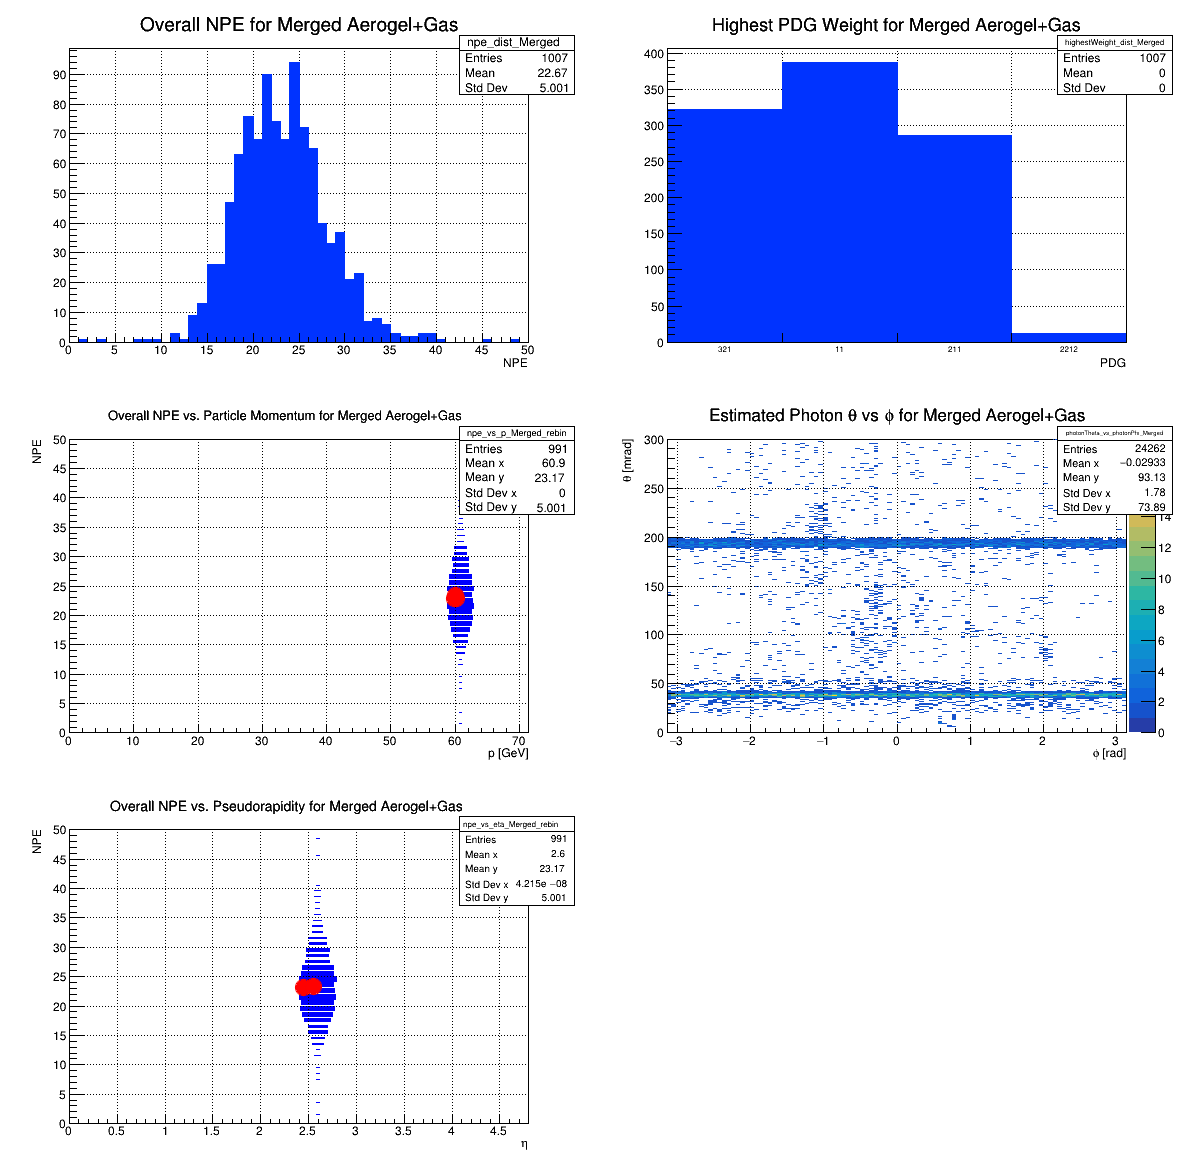 Overall NPE for Merged Aerogel+Gas
npe_dist_Merged
Entries 1007
Mean 22.67
Std Dev 5.001
90
80
70
60
50
40
30
20
10
0
0 5 10 15 20 25 30 35 40 45 50
NPE
Highest PDG Weight for Merged Aerogel+Gas
highestWeight_dist_Merged
Entries 1007
Mean 0
Std Dev 0
400
350
300
250
200
150
100
50
0
321 11 211 2212
PDG
Overall NPE vs. Particle Momentum for Merged Aerogel+Gas
npe_vs_p_Merged_rebin
Entries 991
Mean x 60.9
Mean y 23.17
Std Dev x 0
Std Dev y 5.001
NPE
50
45
40
35
30
25
20
15
10
5
0
0 10 20 30 40 50 60 70
p [GeV]
Estimated Photon θ vs ϕ for Merged Aerogel+Gas
photonTheta_vs_photonPhi_Merged
Entries 24262
Mean x −0.02933
Mean y 93.13
Std Dev x 1.78
Std Dev y 73.89
θ [mrad]
300
250
200
150
100
50
0
−3 −2 −1 0 1 2 3
ϕ [rad]
14
12
10
8
6
4
2
0
Overall NPE vs. Pseudorapidity for Merged Aerogel+Gas
npe_vs_eta_Merged_rebin
Entries 991
Mean x 2.6
Mean y 23.17
Std Dev x 4.215e −08
Std Dev y 5.001
NPE
50
45
40
35
30
25
20
15
10
5
0
0 0.5 1 1.5 2 2.5 3 3.5 4 4.5
η